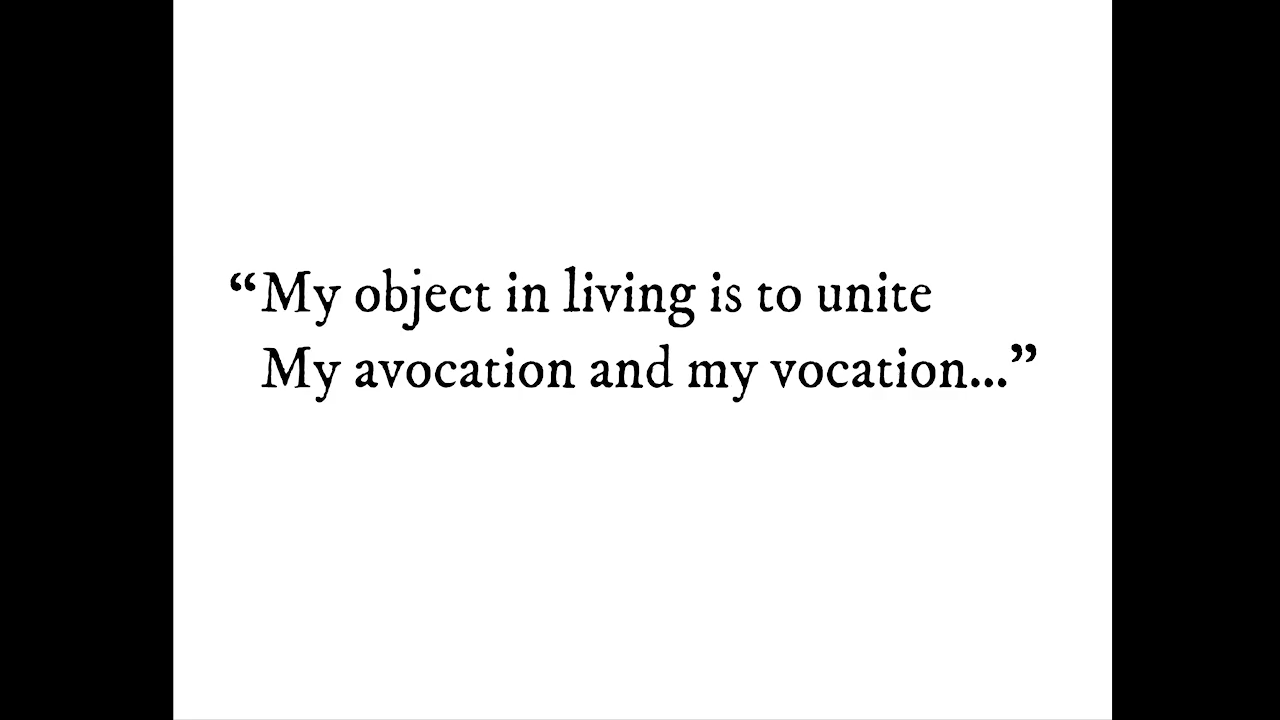 “My object in living is to unite
My avocation and my vocation...”